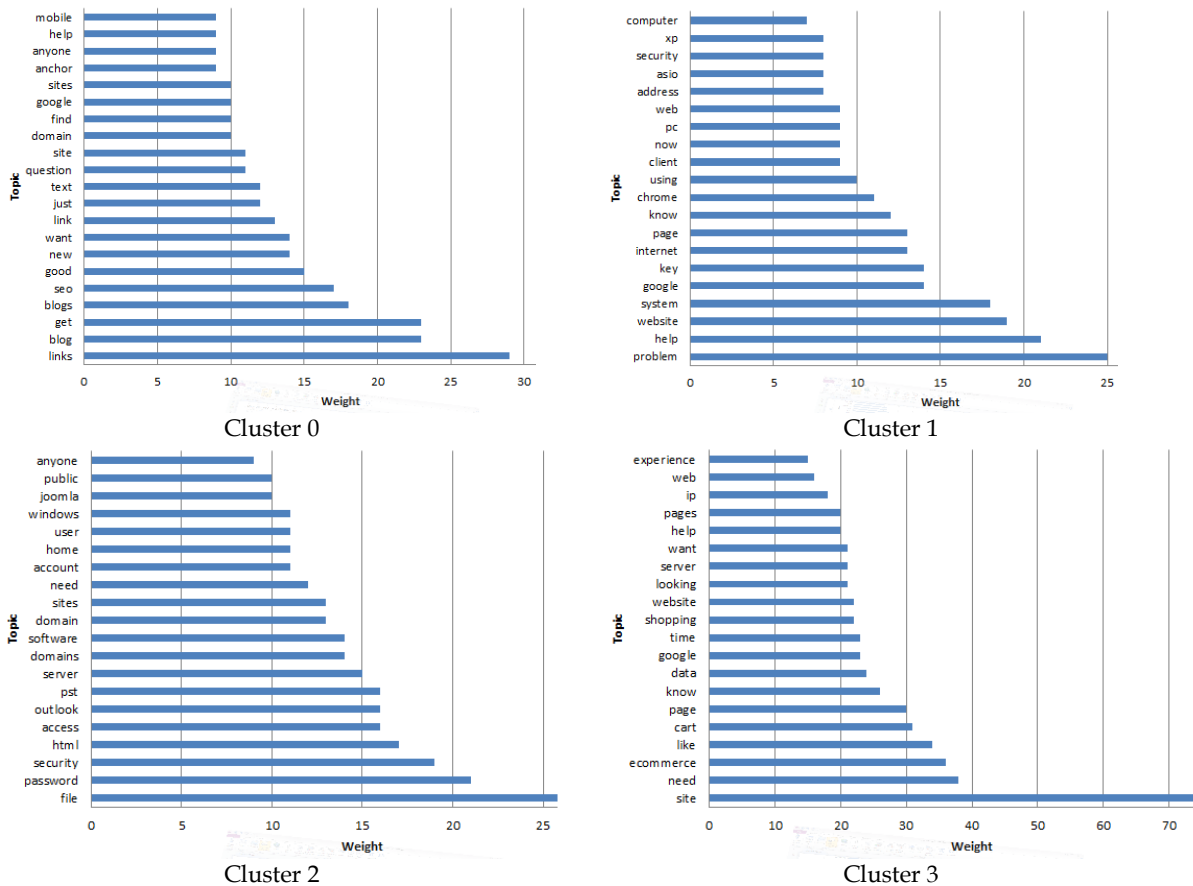 mobile
help
anyone
anchor
sites
google
find
domain
site
question
text
just
link
want
new
good
seo
blogs
get
blog
links
Topic
0 5 10 15 20 25 30
Weight
Cluster 0
computer
xp
security
asio
address
web
pc
now
client
using
chrome
know
page
internet
key
google
system
website
help
problem
Topic
0 5 10 15 20 25
Weight
Cluster 1
anyone
public
joomla
windows
user
home
account
need
sites
domain
software
domains
server
pst
outlook
access
html
security
password
file
Topic
0 5 10 15 20 25
Weight
Cluster 2
experience
web
ip
pages
help
want
server
looking
website
shopping
time
google
data
know
page
cart
like
ecommerce
need
site
Topic
0 10 20 30 40 50 60 70
Weight
Cluster 3